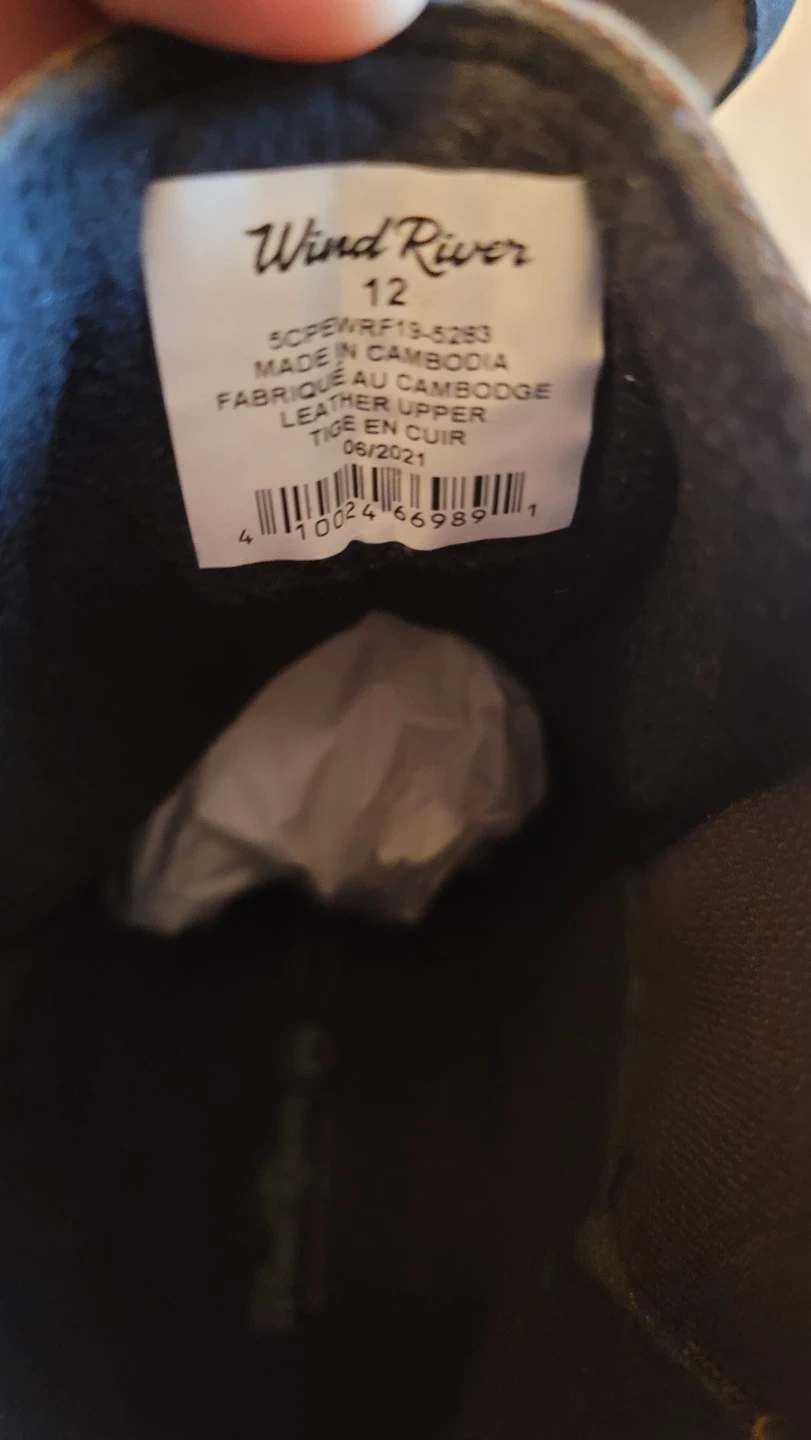 Wind River
12
5CPEWRF19-5283
MADE IN CAMBODIA
FABRIQUÉ AU CAMBODGE
LEATHER UPPER
TIGE EN CUIR
06/2021
4 10024 66989 1